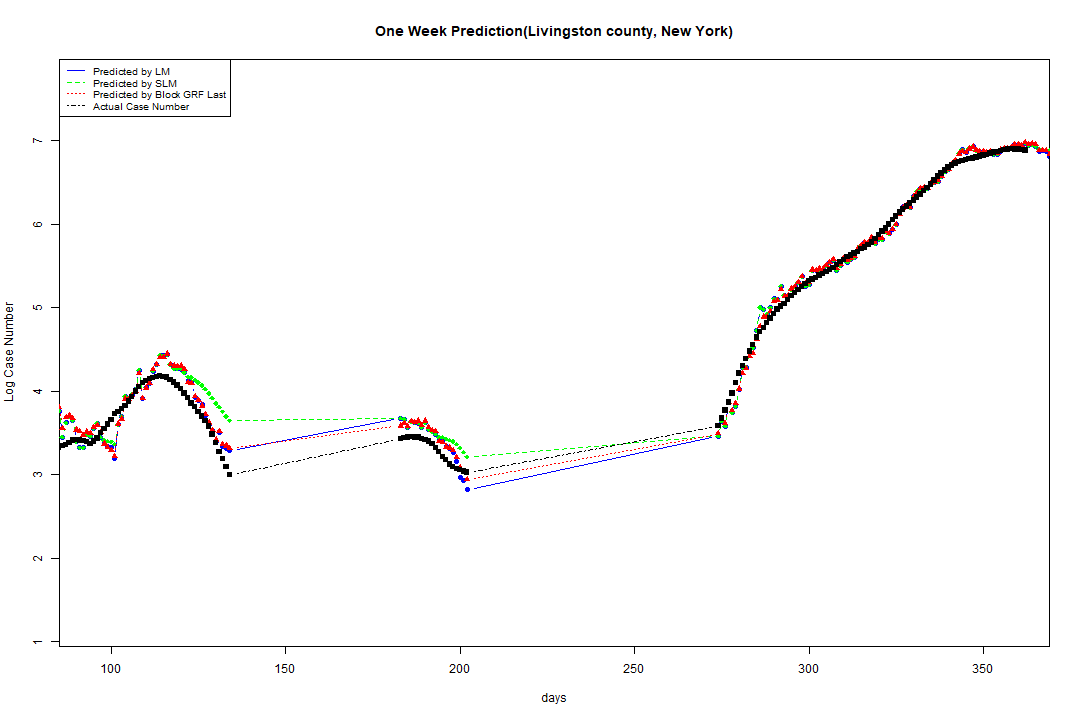 One Week Prediction(Livingston county, New York)
Predicted by LM
Predicted by SLM
Predicted by Block GRF Last
Actual Case Number
Log Case Number
7
6
5
4
3
2
1
100 150 200 250 300 350
days